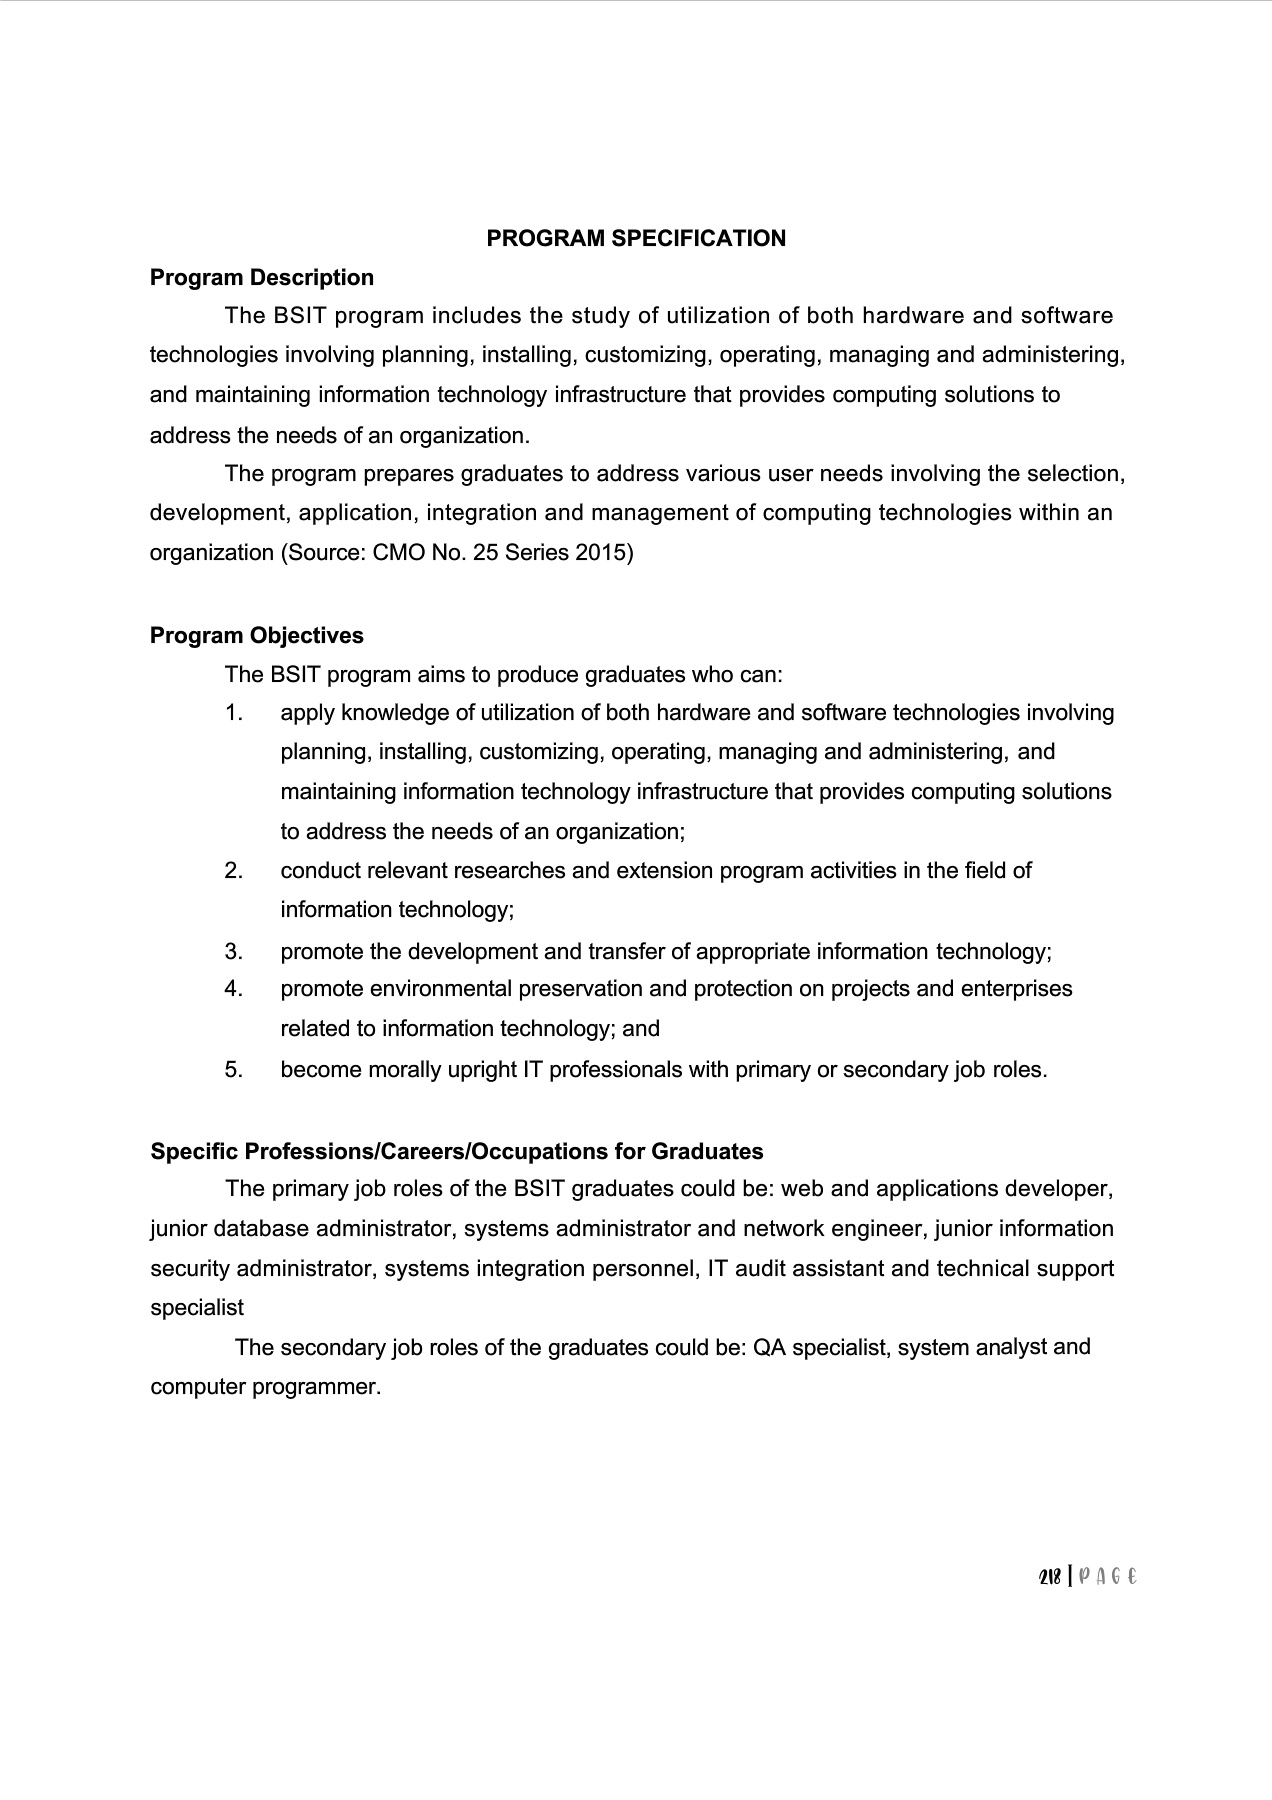 PROGRAM SPECIFICATION
Program Description
The BSIT program includes the study of utilization of both hardware and software
technologies involving planning, installing, customizing, operating, managing and administering,
and maintaining information technology infrastructure that provides computing solutions to
address the needs of an organization.
The program prepares graduates to address various user needs involving the selection,
development, application, integration and management of computing technologies within an
organization (Source: CMO No. 25 Series 2015)
Program Objectives
The BSIT program aims to produce graduates who can:
1. apply knowledge of utilization of both hardware and software technologies involving
planning, installing, customizing, operating, managing and administering, and
maintaining information technology infrastructure that provides computing solutions
to address the needs of an organization;
2. conduct relevant researches and extension program activities in the field of
information technology;
3. promote the development and transfer of appropriate information technology;
4. promote environmental preservation and protection on projects and enterprises
related to information technology; and
5. become morally upright IT professionals with primary or secondary job roles.
Specific Professions/Careers/Occupations for Graduates
The primary job roles of the BSIT graduates could be: web and applications developer,
junior database administrator, systems administrator and network engineer, junior information
security administrator, systems integration personnel, IT audit assistant and technical support
specialist
The secondary job roles of the graduates could be: QA specialist, system analyst and
computer programmer.
218 | P A G E